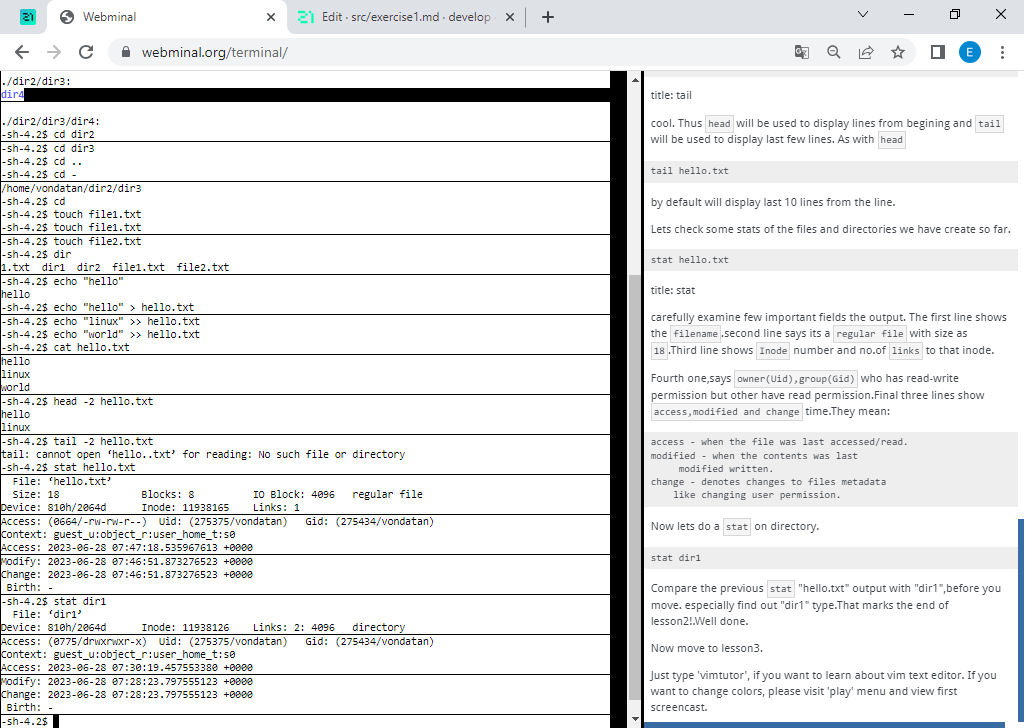 Webminal
Edit · src/exercise1.md · develop
webminal.org/terminal/
E
./dir2/dir3:
dir4
./dir2/dir3/dir4:
-sh-4.2$ cd dir2
-sh-4.2$ cd dir3
-sh-4.2$ cd ..
-sh-4.2$ cd -
/home/vondatan/dir2/dir3
-sh-4.2$ cd
-sh-4.2$ touch file1.txt
-sh-4.2$ touch file1.txt
-sh-4.2$ touch file2.txt
-sh-4.2$ dir
1.txt  dir1  dir2  file1.txt  file2.txt
-sh-4.2$ echo "hello"
hello
-sh-4.2$ echo "hello" > hello.txt
-sh-4.2$ echo "linux" >> hello.txt
-sh-4.2$ echo "world" >> hello.txt
-sh-4.2$ cat hello.txt
hello
linux
world
-sh-4.2$ head -2 hello.txt
hello
linux
-sh-4.2$ tail -2 hello.txt
tail: cannot open ‘hello..txt’ for reading: No such file or directory
-sh-4.2$ stat hello.txt
File: ‘hello.txt’
Size: 18 Blocks: 8 IO Block: 4096 regular file
Device: 810h/2064d Inode: 11938165 Links: 1
Access: (0664/-rw-rw-r--) Uid: (275375/vondatan) Gid: (275434/vondatan)
Context: guest_u:object_r:user_home_t:s0
Access: 2023-06-28 07:47:18.535967613 +0000
Modify: 2023-06-28 07:46:51.873276523 +0000
Change: 2023-06-28 07:46:51.873276523 +0000
Birth: -
-sh-4.2$ stat dir1
File: ‘dir1’
Device: 810h/2064d Inode: 11938126 Links: 2: 4096 directory
Access: (0775/drwxrwxr-x) Uid: (275375/vondatan) Gid: (275434/vondatan)
Context: guest_u:object_r:user_home_t:s0
Access: 2023-06-28 07:30:19.457553380 +0000
Modify: 2023-06-28 07:28:23.797555123 +0000
Change: 2023-06-28 07:28:23.797555123 +0000
Birth: -
-sh-4.2$
title: tail
cool. Thus head will be used to display lines from begining and tail
will be used to display last few lines. As with head
tail hello.txt
by default will display last 10 lines from the line.
Lets check some stats of the files and directories we have create so far.
stat hello.txt
title: stat
carefully examine few important fields the output. The first line shows
the filename.second line says its a regular file with size as
18.Third line shows Inode number and no.of links to that inode.
Fourth one,says owner(Uid),group(Gid) who has read-write
permission but other have read permission.Final three lines show
access,modified and change time.They mean:
access - when the file was last accessed/read.
modified - when the contents was last
modified written.
change - denotes changes to files metadata
like changing user permission.
Now lets do a stat on directory.
stat dir1
Compare the previous stat "hello.txt" output with "dir1",before you
move. especially find out "dir1" type.That marks the end of
lesson2!.Well done.
Now move to lesson3.
Just type 'vimtutor', if you want to learn about vim text editor. If you
want to change colors, please visit 'play' menu and view first
screencast.